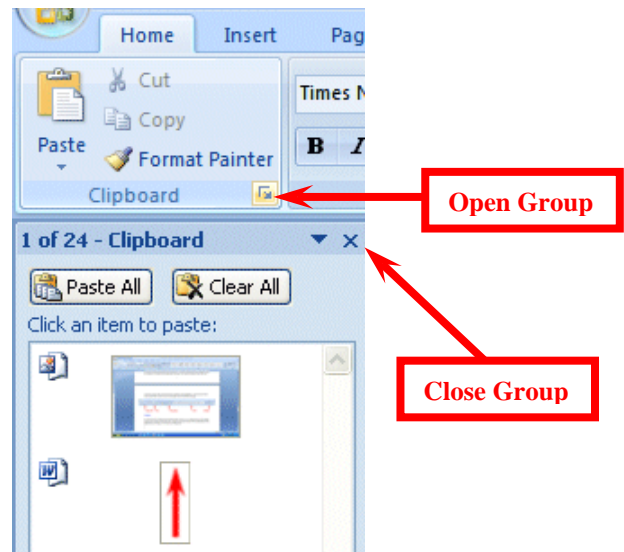 Home Insert Pag
Cut
Times N
Copy
Paste
B I
Format Painter
Clipboard
Open Group
1 of 24 - Clipboard
Paste All Clear All
Click an item to paste:
Close Group